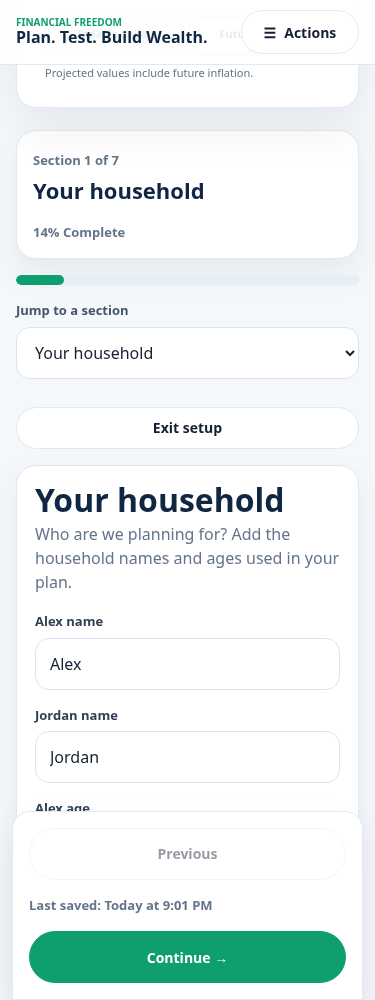 FINANCIAL FREEDOM
Plan. Test. Build Wealth.
☰ Actions
Projected values include future inflation.
Section 1 of 7
Your household
14% Complete
Jump to a section
Your household
Exit setup
Your household
Who are we planning for? Add the
household names and ages used in your
plan.
Alex name
Alex
Jordan name
Jordan
Alex age
Previous
Last saved: Today at 9:01 PM
Continue →